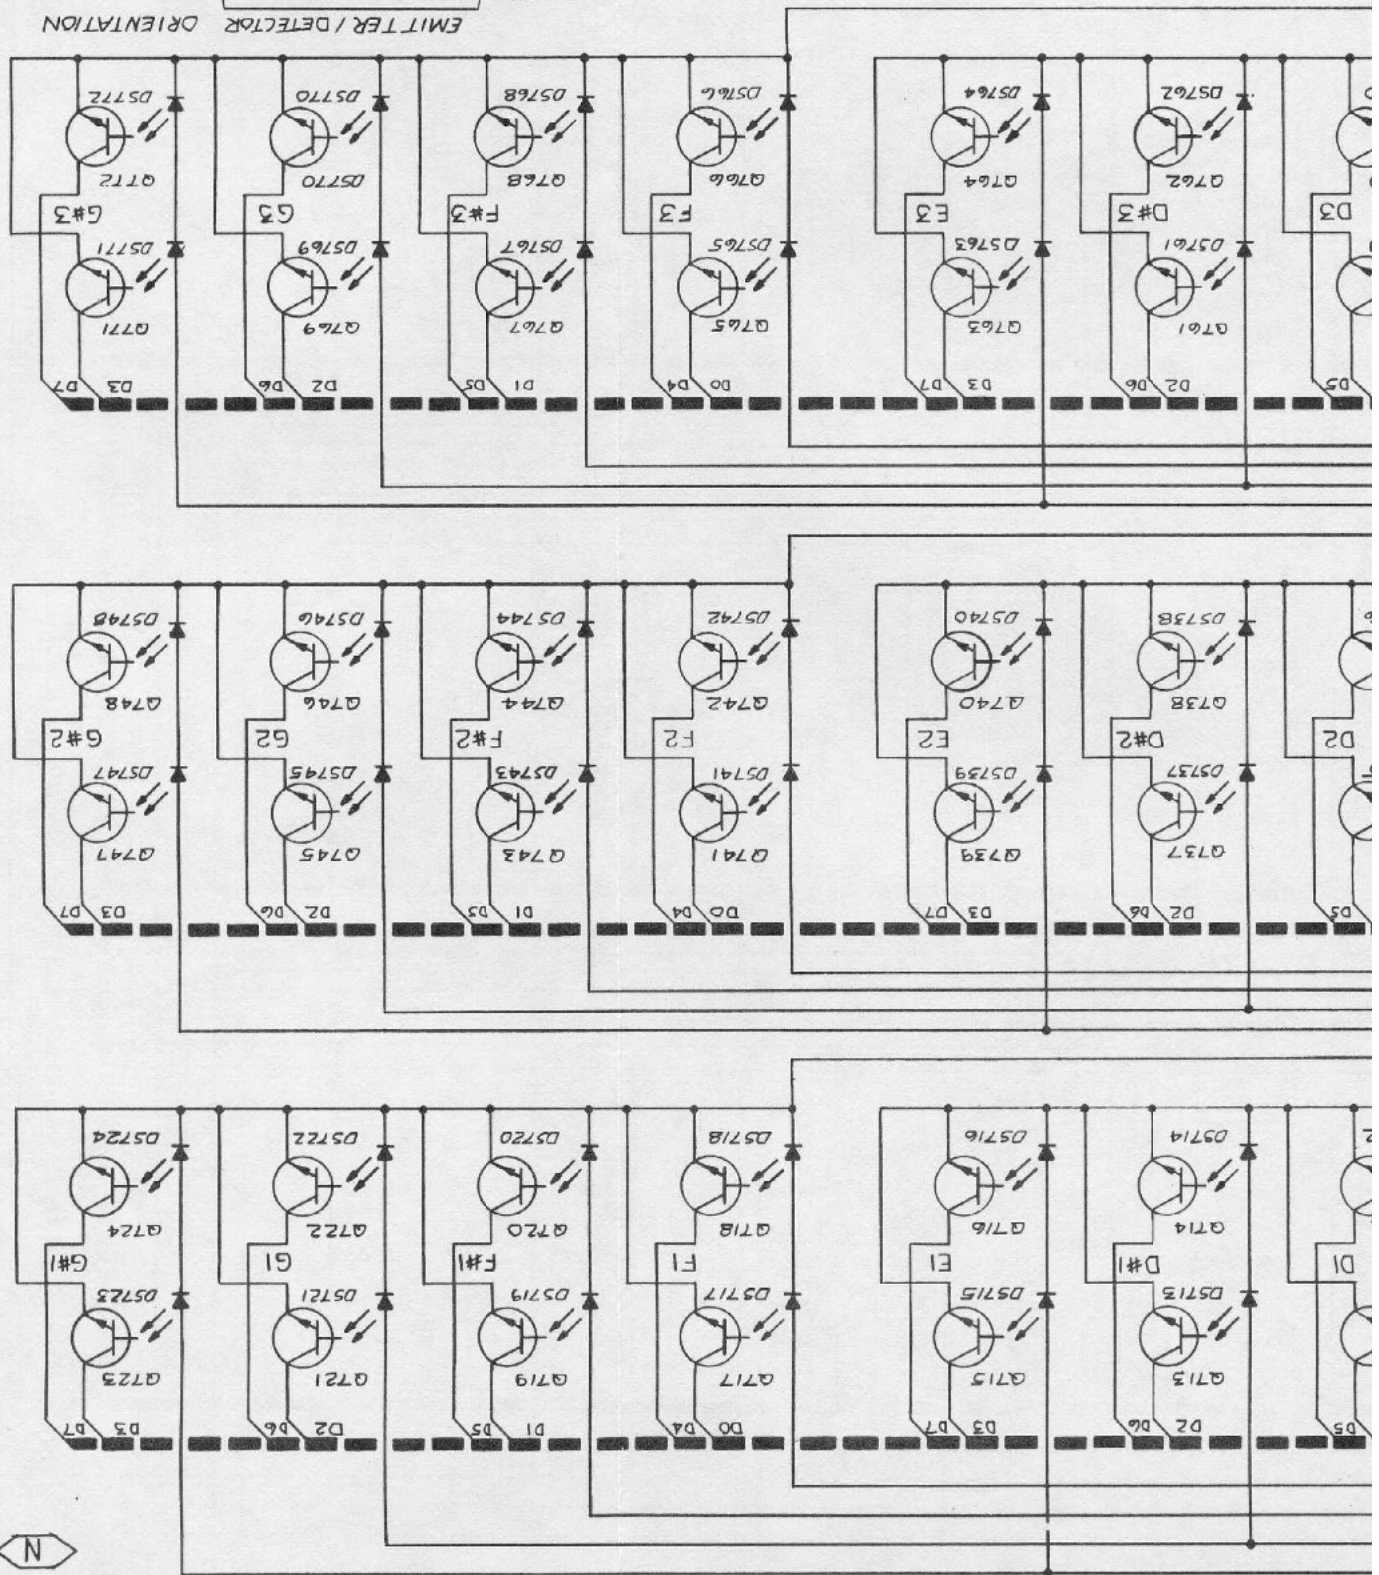 N
D5 D2 D6 D3 D7 D0 D4 D1 D5 D2 D6 D3 D7
Q713 Q715 Q717 Q719 Q721 Q723
DS713 DS715 DS717 DS719 DS721 DS723
D1 D#1 E1 F1 F#1 G1 G#1
Q714 Q716 Q718 Q720 Q722 Q724
DS714 DS716 DS718 DS720 DS722 DS724
D5 D2 D6 D3 D7 D0 D4 D1 D5 D2 D6 D3 D7
Q737 Q739 Q741 Q743 Q745 Q747
DS737 DS739 DS741 DS743 DS745 DS747
D2 D#2 E2 F2 F#2 G2 G#2
Q738 Q740 Q742 Q744 Q746 Q748
DS738 DS740 DS742 DS744 DS746 DS748
D5 D2 D6 D3 D7 D0 D4 D1 D5 D2 D6 D3 D7
Q761 Q763 Q765 Q767 Q769 Q771
DS761 DS763 DS765 DS767 DS769 DS771
D3 D#3 E3 F3 F#3 G3 G#3
Q762 Q764 Q766 Q768 DS770 Q772
DS762 DS764 DS766 DS768 DS770 DS772
EMITTER / DETECTOR ORIENTATION